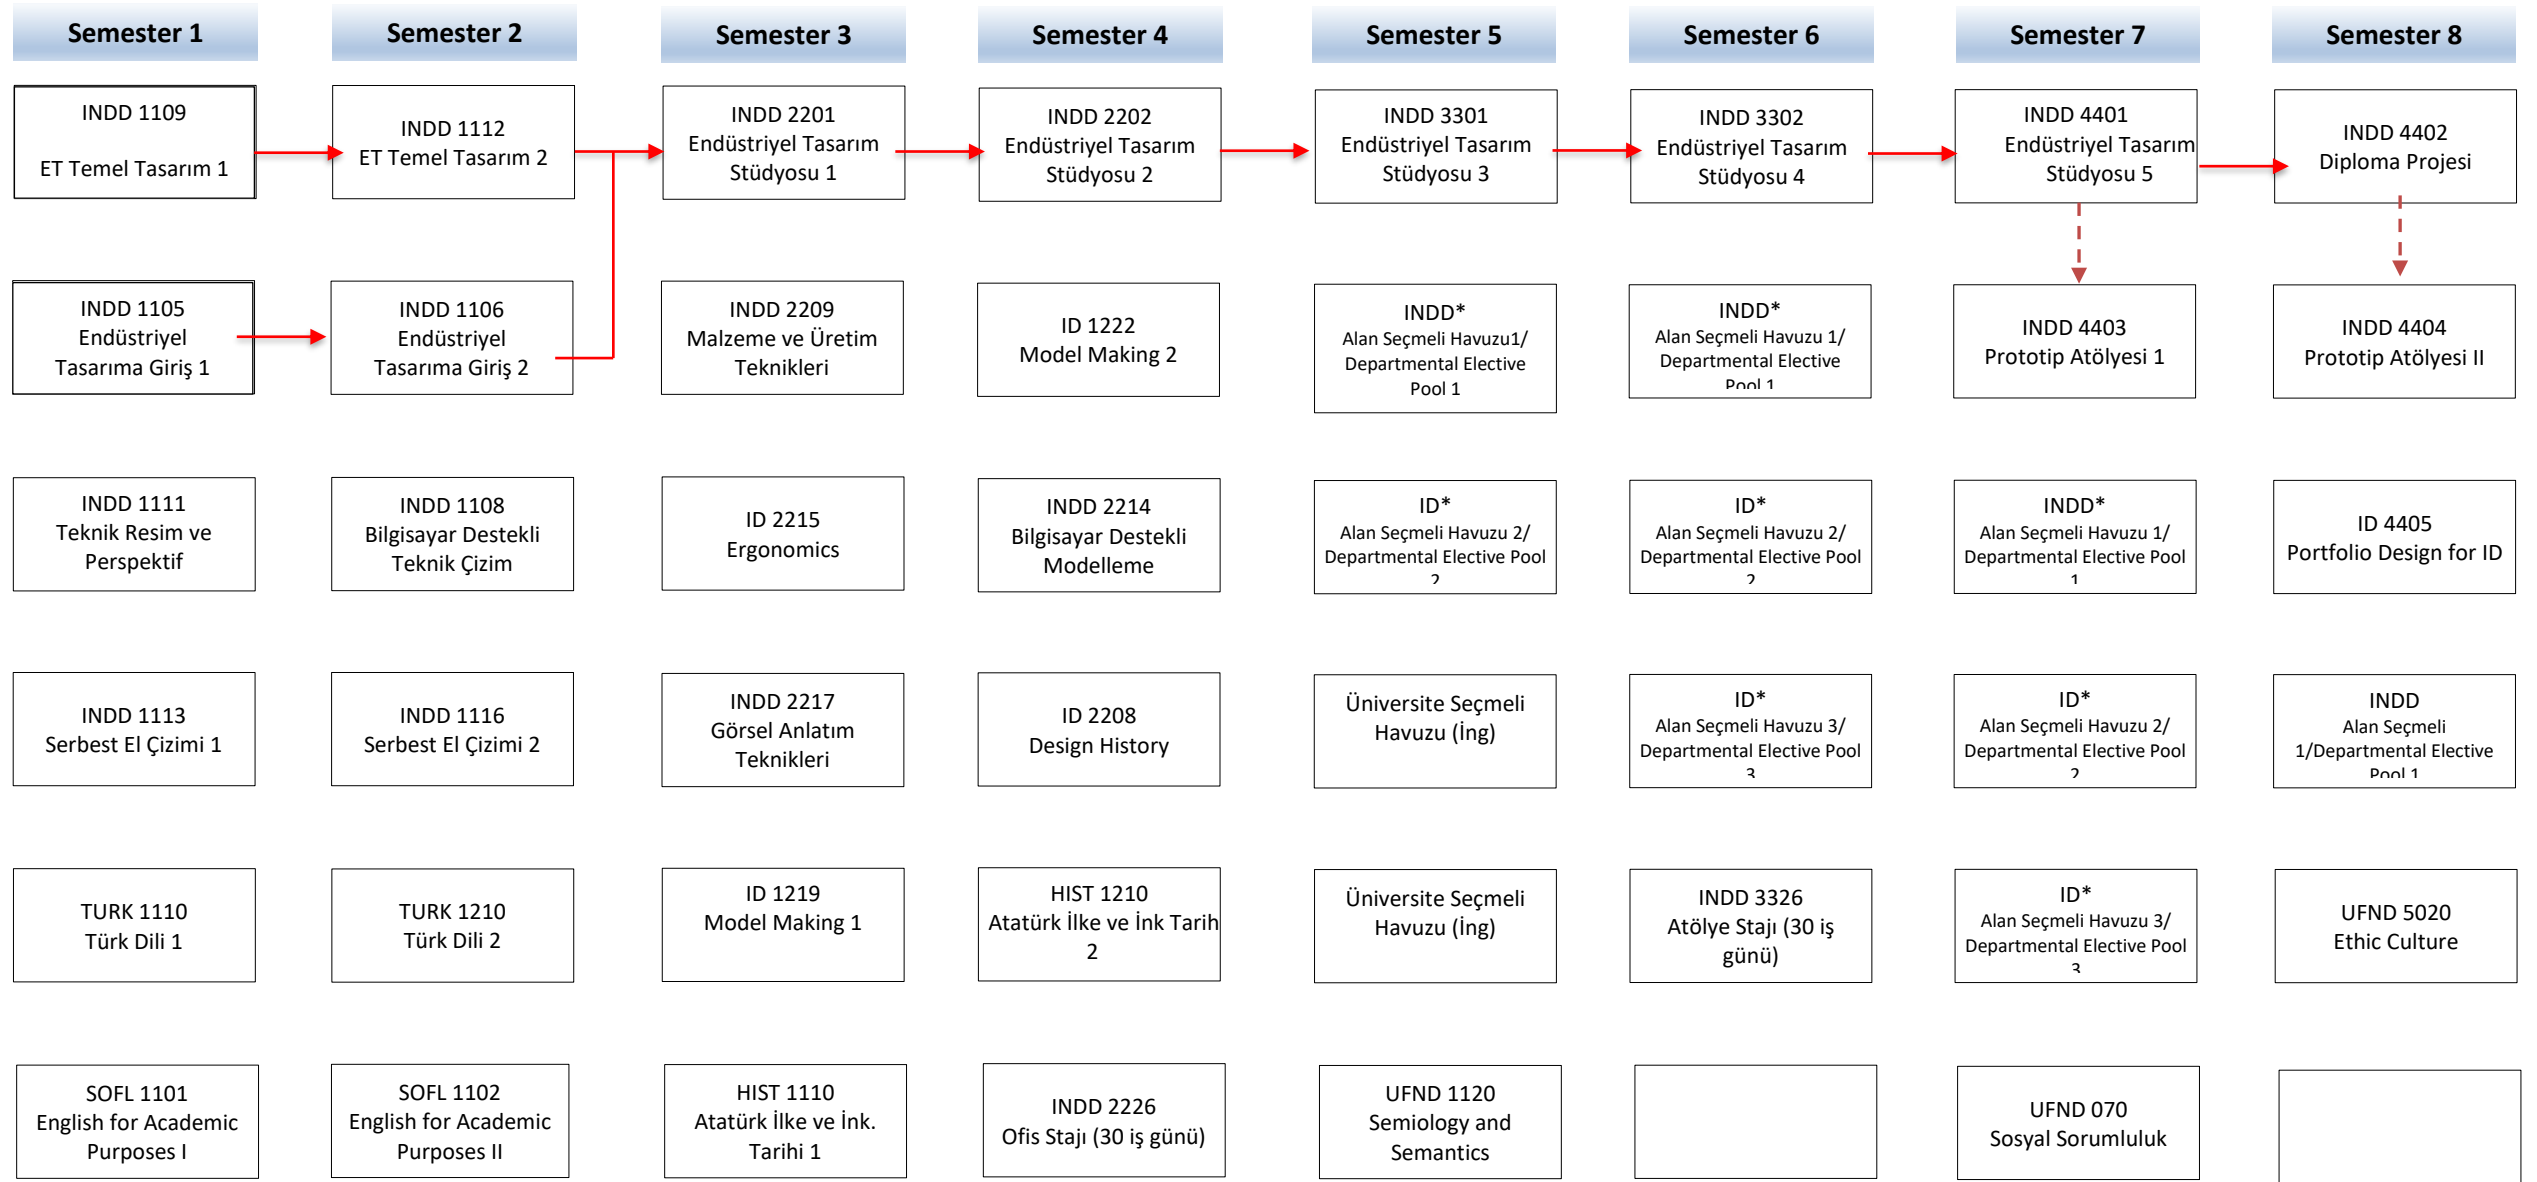 Semester 1
Semester 2
Semester 3
Semester 4
Semester 5
Semester 6
Semester 7
Semester 8
INDD 1109
ET Temel Tasarım 1
INDD 1112
ET Temel Tasarım 2
INDD 2201
Endüstriyel Tasarım
Stüdyosu 1
INDD 2202
Endüstriyel Tasarım
Stüdyosu 2
INDD 3301
Endüstriyel Tasarım
Stüdyosu 3
INDD 3302
Endüstriyel Tasarım
Stüdyosu 4
INDD 4401
Endüstriyel Tasarım
Stüdyosu 5
INDD 4402
Diploma Projesi
INDD 1105
Endüstriyel
Tasarıma Giriş 1
INDD 1106
Endüstriyel
Tasarıma Giriş 2
INDD 2209
Malzeme ve Üretim
Teknikleri
ID 1222
Model Making 2
INDD*
Alan Seçmeli Havuzu1/
Departmental Elective
Pool 1
INDD*
Alan Seçmeli Havuzu 1/
Departmental Elective
Pool 1
INDD 4403
Prototip Atölyesi 1
INDD 4404
Prototip Atölyesi II
INDD 1111
Teknik Resim ve
Perspektif
INDD 1108
Bilgisayar Destekli
Teknik Çizim
ID 2215
Ergonomics
INDD 2214
Bilgisayar Destekli
Modelleme
ID*
Alan Seçmeli Havuzu 2/
Departmental Elective Pool
2
ID*
Alan Seçmeli Havuzu 2/
Departmental Elective Pool
2
INDD*
Alan Seçmeli Havuzu 1/
Departmental Elective Pool
1
ID 4405
Portfolio Design for ID
INDD 1113
Serbest El Çizimi 1
INDD 1116
Serbest El Çizimi 2
INDD 2217
Görsel Anlatım
Teknikleri
ID 2208
Design History
Üniversite Seçmeli
Havuzu (İng)
ID*
Alan Seçmeli Havuzu 3/
Departmental Elective Pool
3
ID*
Alan Seçmeli Havuzu 2/
Departmental Elective Pool
2
INDD
Alan Seçmeli
1/Departmental Elective
Pool 1
TURK 1110
Türk Dili 1
TURK 1210
Türk Dili 2
ID 1219
Model Making 1
HIST 1210
Atatürk İlke ve İnk Tarih
2
Üniversite Seçmeli
Havuzu (İng)
INDD 3326
Atölye Stajı (30 iş
günü)
ID*
Alan Seçmeli Havuzu 3/
Departmental Elective Pool
3
UFND 5020
Ethic Culture
SOFL 1101
English for Academic
Purposes I
SOFL 1102
English for Academic
Purposes II
HIST 1110
Atatürk İlke ve İnk.
Tarihi 1
INDD 2226
Ofis Stajı (30 iş günü)
UFND 1120
Semiology and
Semantics
UFND 070
Sosyal Sorumluluk